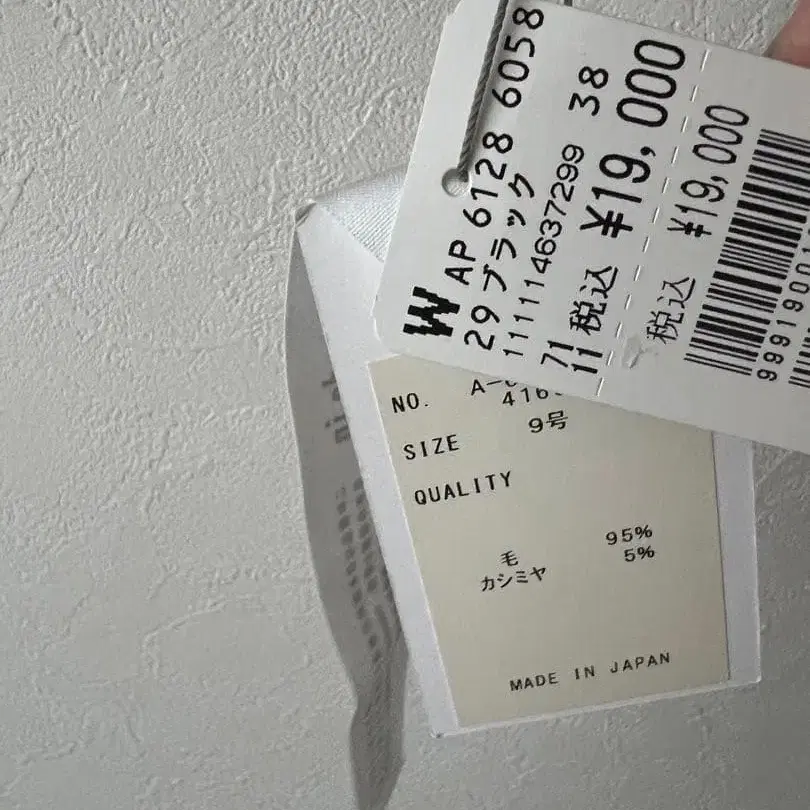 W AP 6128 6058
29 ブラック
1111114637299 38
71
11 税込 ¥19,000
税込 ¥19,000
NO.
SIZE 9号
QUALITY
毛 95%
カシミヤ 5%
MADE IN JAPAN